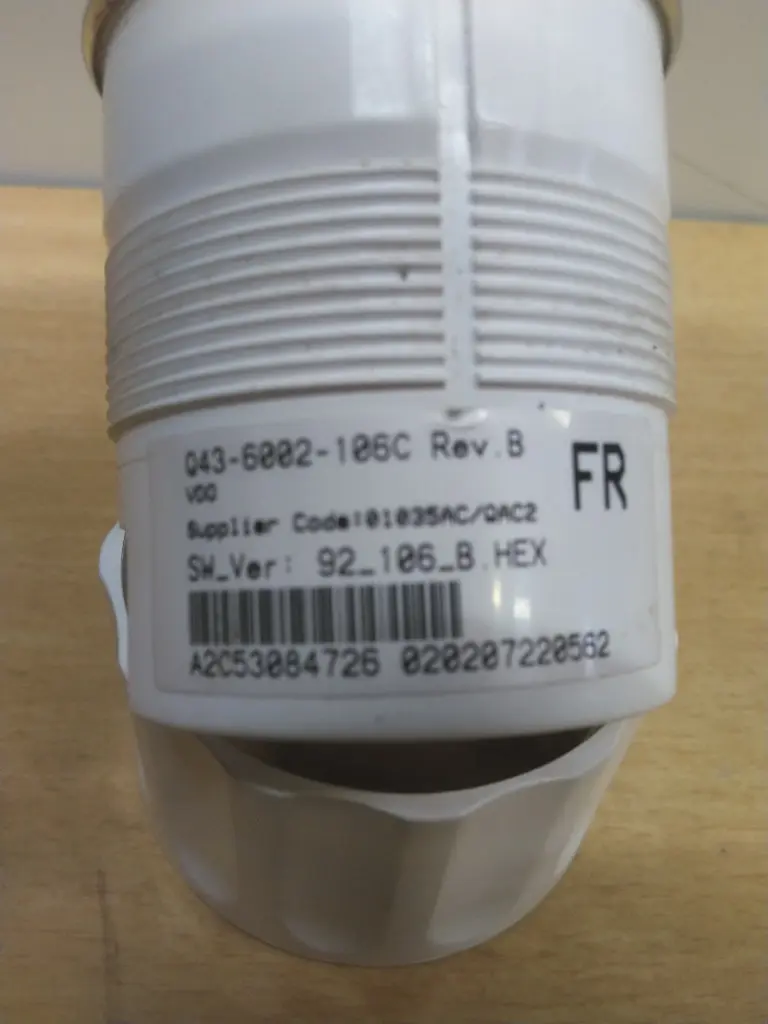 Q43-6002-106C Rev.B
VDO
FR
Supplier Code:01035AC/QAC2
SW_Ver: 92_106_B.HEX
A2C53084726 020207220562